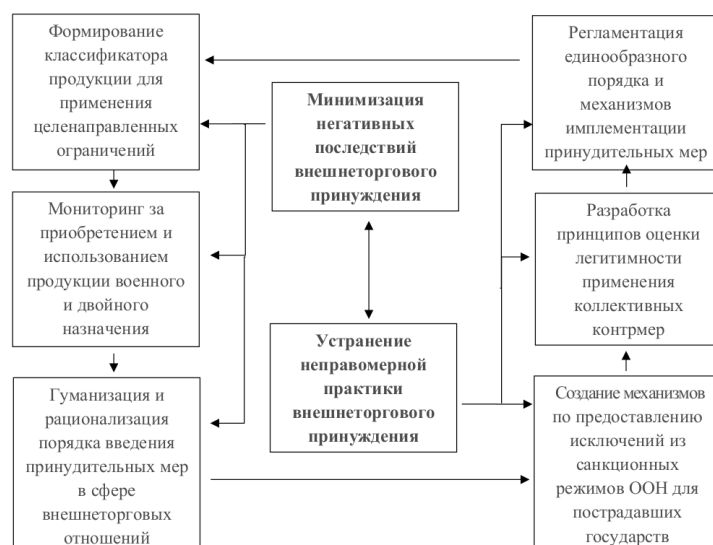 Формирование
классификатора
продукции для
применения
целенаправленных
ограничений
Мониторинг за
приобретением и
использованием
продукции военного
и двойного
назначения
Гуманизация и
рационализация
порядка введения
принудительных мер
в сфере
внешнеторговых
отношений
Минимизация
негативных
последствий
внешнеторгового
принуждения
Устранение
неправомерной
практики
внешнеторгового
принуждения
Регламентация
единообразного
порядка и
механизмов
имплементации
принудительных мер
Разработка
принципов оценки
легитимности
применения
коллективных
контрмер
Создание механизмов
по предоставлению
исключений из
санкционных
режимов ООН для
пострадавших
государств